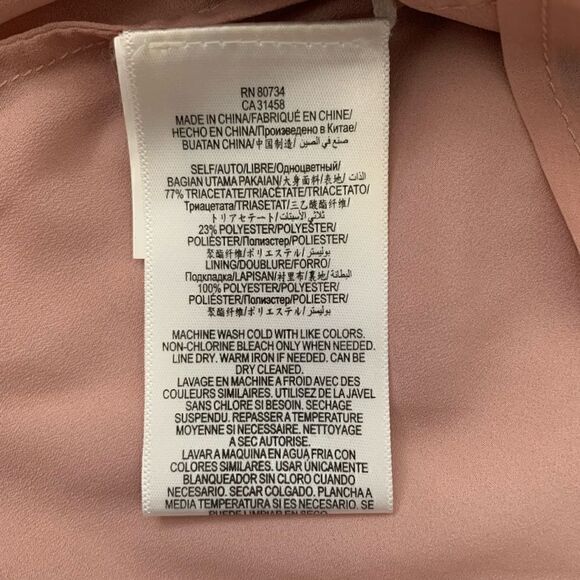 RN 80734
CA 31458
MADE IN CHINA/FABRIQUÉ EN CHINE/
HECHO EN CHINA/Произведено в Китае/
BUATAN CHINA/中国制造/ صنع في الصين/
SELF/AUTO/LIBRE/Одноцветный/
BAGIAN UTAMA PAKAIAN/大身面料/表地/ الذات/
77% TRIACETATE/TRIACÉTATE/TRIACETATO/
Триацетата/TRIASETAT/三乙酸酯纤维/
トリアセテート/ ثلاثي الأسيتات/
23% POLYESTER/POLYESTER/
POLIÉSTER/Полиэстер/POLIESTER/
聚酯纤维/ポリエステル/ بوليستر/
LINING/DOUBLURE/FORRO/
Подкладка/LAPISAN/村里布/裏地/ البطانة/
100% POLYESTER/POLYESTER/
POLIÉSTER/Полиэстер/POLIESTER/
聚酯纤维/ポリエステル/ بوليستر/
MACHINE WASH COLD WITH LIKE COLORS.
NON-CHLORINE BLEACH ONLY WHEN NEEDED.
LINE DRY. WARM IRON IF NEEDED. CAN BE
DRY CLEANED.
LAVAGE EN MACHINE A FROID AVEC DES
COULEURS SIMILAIRES. UTILISEZ DE LA JAVEL
SANS CHLORE SI BESOIN. SECHAGE
SUSPENDU. REPASSER A TEMPERATURE
MOYENNE SI NECESSAIRE. NETTOYAGE
A SEC AUTORISE.
LAVAR A MAQUINA EN AGUA FRIA CON
COLORES SIMILARES. USAR ÚNICAMENTE
BLANQUEADOR SIN CLORO CUANDO
NECESARIO. SECAR COLGADO. PLANCHA A
MEDIA TEMPERATURA SI ES NECESARIO. SE
PUEDE LIMPIAR EN SECO